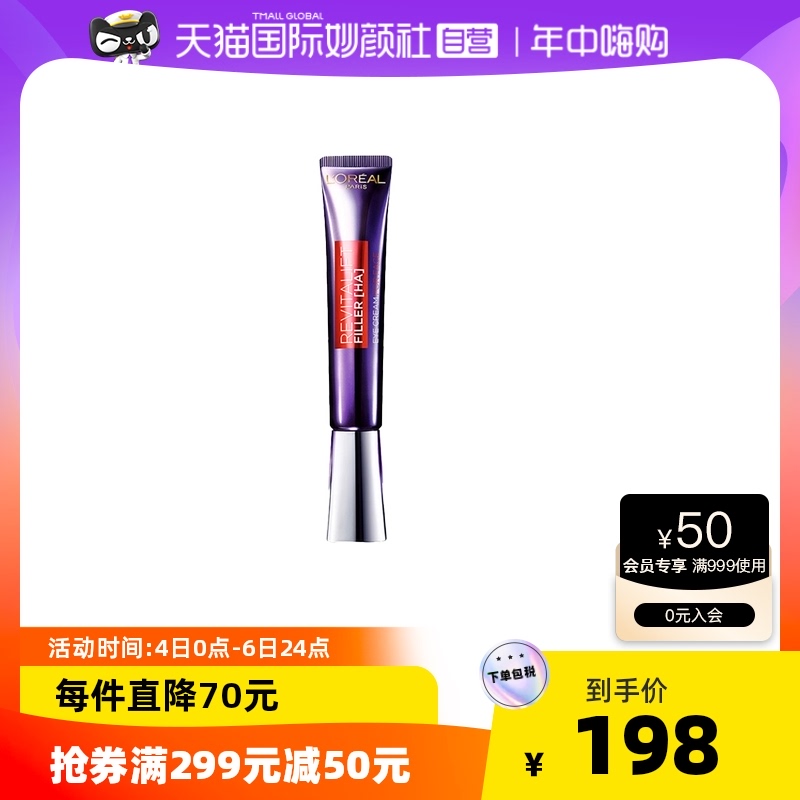 TMALL GLOBAL
天猫国际妙颜社 自营 年中嗨购
L'ORÉAL
PARIS
REVITALIFT
FILLER [HA]
EYE CREAM
¥50
会员专享 满999使用
0元入会
活动时间:4日0点-6日24点
每件直降70元
抢券满299元减50元
下单包税
到手价
¥198